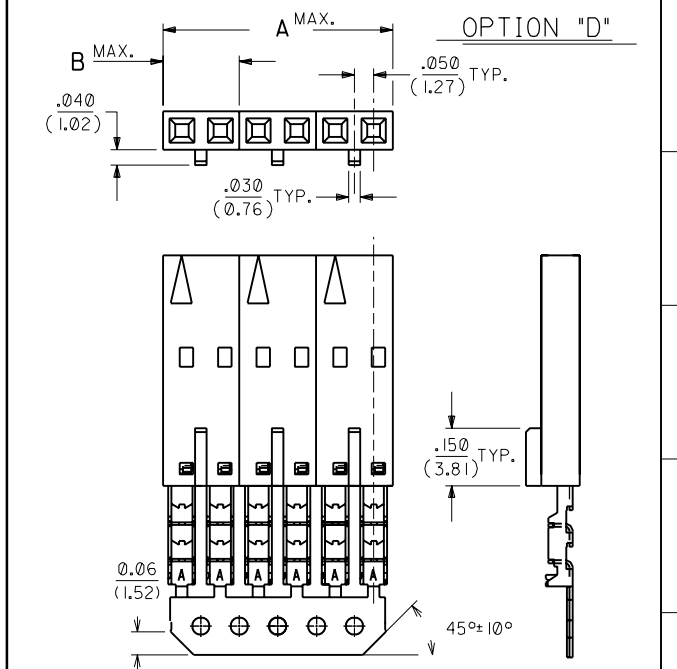 OPTION "D"
A MAX.
B MAX.
.050
(1.27) TYP.
.040
(1.02)
.030
(0.76) TYP.
.150
(3.81) TYP.
0.06
(1.52)
A A A A A A
45°±10°